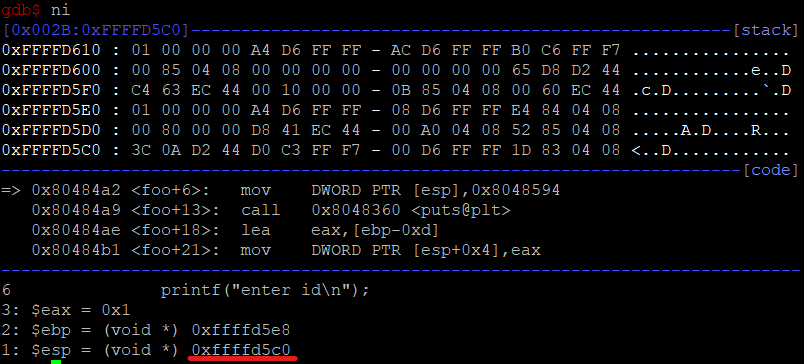 gdb$ ni
[0x002B:0xFFFFD5C0]------------------------------------------------------[stack]
0xFFFFD610 : 01 00 00 00 A4 D6 FF FF - AC D6 FF FF B0 C6 FF F7 ................
0xFFFFD600 : 00 85 04 08 00 00 00 00 - 00 00 00 00 65 D8 D2 44 ............e..D
0xFFFFD5F0 : C4 63 EC 44 00 10 00 00 - 0B 85 04 08 00 60 EC 44 .c.D.........`.D
0xFFFFD5E0 : 01 00 00 00 A4 D6 FF FF - 08 D6 FF FF E4 84 04 08 ................
0xFFFFD5D0 : 00 80 00 00 D8 41 EC 44 - 00 A0 04 08 52 85 04 08 .....A.D....R...
0xFFFFD5C0 : 3C 0A D2 44 D0 C3 FF F7 - 00 D6 FF FF 1D 83 04 08 <..D............
--------------------------------------------------------------------------[code]
=> 0x80484a2 <foo+6>:   mov    DWORD PTR [esp],0x8048594
   0x80484a9 <foo+13>:  call   0x8048360 <puts@plt>
   0x80484ae <foo+18>:  lea    eax,[ebp-0xd]
   0x80484b1 <foo+21>:  mov    DWORD PTR [esp+0x4],eax
--------------------------------------------------------------------------------
6               printf("enter id\n");
3: $eax = 0x1
2: $ebp = (void *) 0xffffd5e8
1: $esp = (void *) 0xffffd5c0